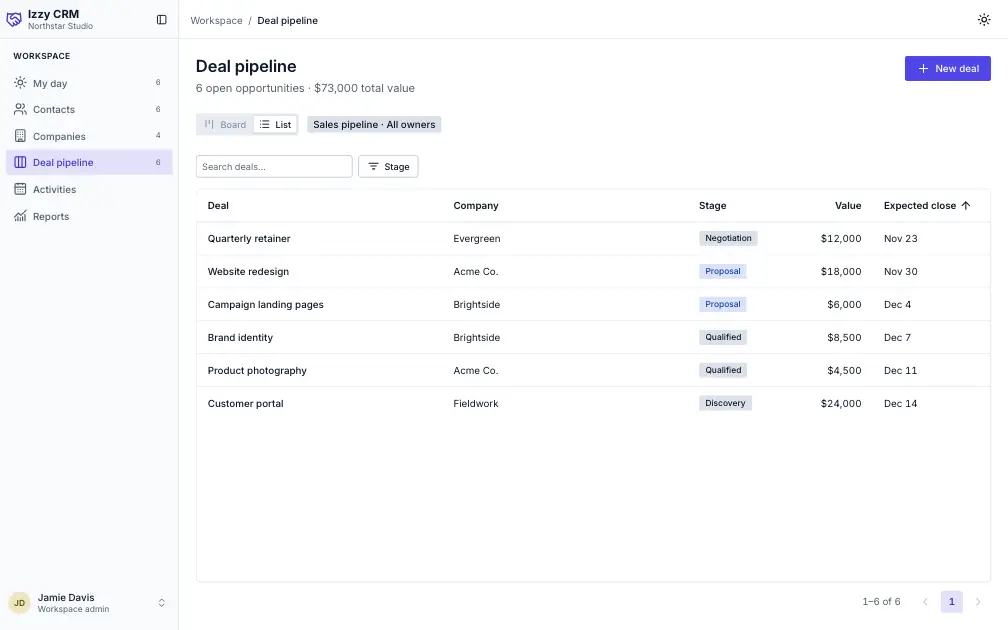 Izzy CRM
Northstar Studio
Workspace / Deal pipeline
WORKSPACE
My day 6
Contacts 6
Companies 4
Deal pipeline 6
Activities
Reports
Deal pipeline
6 open opportunities · $73,000 total value
+ New deal
Board List Sales pipeline · All owners
Search deals... Stage
Deal Company Stage Value Expected close ↑
Quarterly retainer Evergreen Negotiation $12,000 Nov 23
Website redesign Acme Co. Proposal $18,000 Nov 30
Campaign landing pages Brightside Proposal $6,000 Dec 4
Brand identity Brightside Qualified $8,500 Dec 7
Product photography Acme Co. Qualified $4,500 Dec 11
Customer portal Fieldwork Discovery $24,000 Dec 14
1–6 of 6 1
JD Jamie Davis
Workspace admin